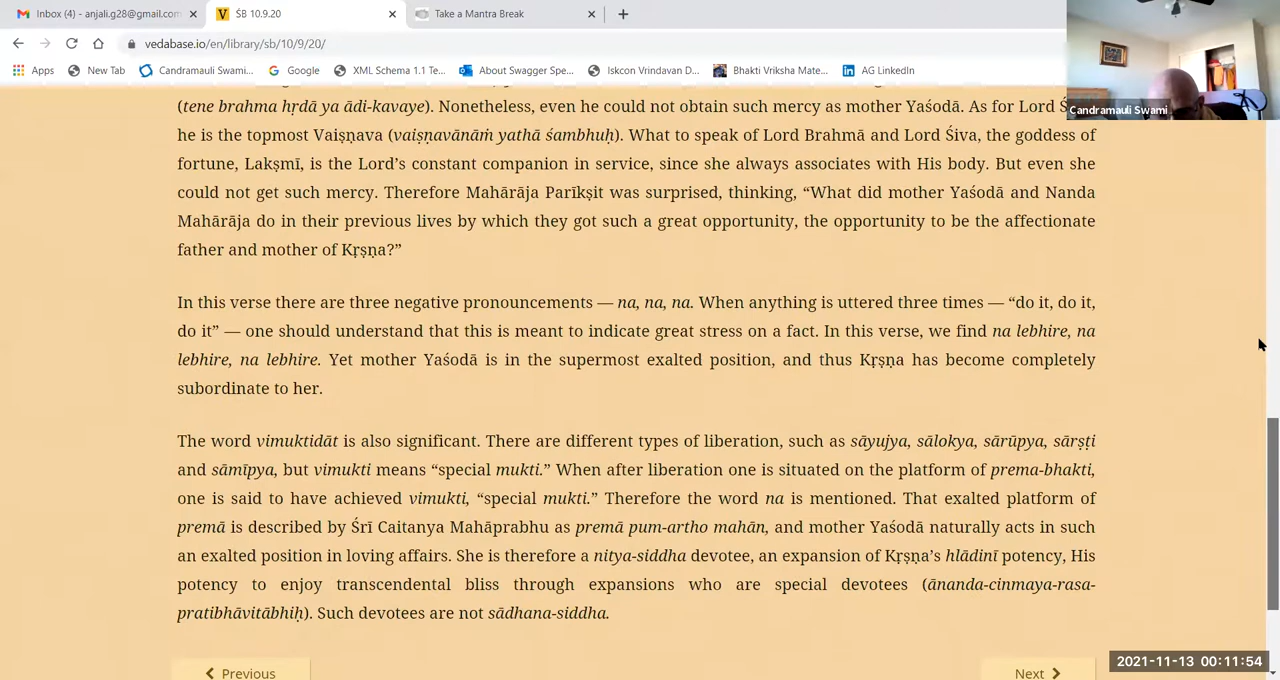 Inbox (4) - anjali.g28@gmail.com
ŚB 10.9.20
Take a Mantra Break
vedabase.io/en/library/sb/10/9/20/
Apps
New Tab
Candramauli Swami...
Google
XML Schema 1.1 Te...
About Swagger Spe...
Iskcon Vrindavan D...
Bhakti Vriksha Mate...
AG LinkedIn
Candramauli Swami
(tene brahma hṛdā ya ādi-kavaye). Nonetheless, even he could not obtain such mercy as mother Yaśodā. As for Lord
he is the topmost Vaiṣṇava (vaiṣṇavānāṁ yathā śambhuḥ). What to speak of Lord Brahmā and Lord Śiva, the goddess of
fortune, Lakṣmī, is the Lord’s constant companion in service, since she always associates with His body. But even she
could not get such mercy. Therefore Mahārāja Parīkṣit was surprised, thinking, “What did mother Yaśodā and Nanda
Mahārāja do in their previous lives by which they got such a great opportunity, the opportunity to be the affectionate
father and mother of Kṛṣṇa?”
In this verse there are three negative pronouncements — na, na, na. When anything is uttered three times — “do it, do it,
do it” — one should understand that this is meant to indicate great stress on a fact. In this verse, we find na lebhire, na
lebhire, na lebhire. Yet mother Yaśodā is in the supermost exalted position, and thus Kṛṣṇa has become completely
subordinate to her.
The word vimuktidāt is also significant. There are different types of liberation, such as sāyujya, sālokya, sārūpya, sārṣṭi
and sāmīpya, but vimukti means “special mukti.” When after liberation one is situated on the platform of prema-bhakti,
one is said to have achieved vimukti, “special mukti.” Therefore the word na is mentioned. That exalted platform of
premā is described by Śrī Caitanya Mahāprabhu as premā pum-artho mahān, and mother Yaśodā naturally acts in such
an exalted position in loving affairs. She is therefore a nitya-siddha devotee, an expansion of Kṛṣṇa’s hlādinī potency, His
potency to enjoy transcendental bliss through expansions who are special devotees (ānanda-cinmaya-rasa-
pratibhāvitābhiḥ). Such devotees are not sādhana-siddha.
Previous
Next
2021-11-13 00:11:54